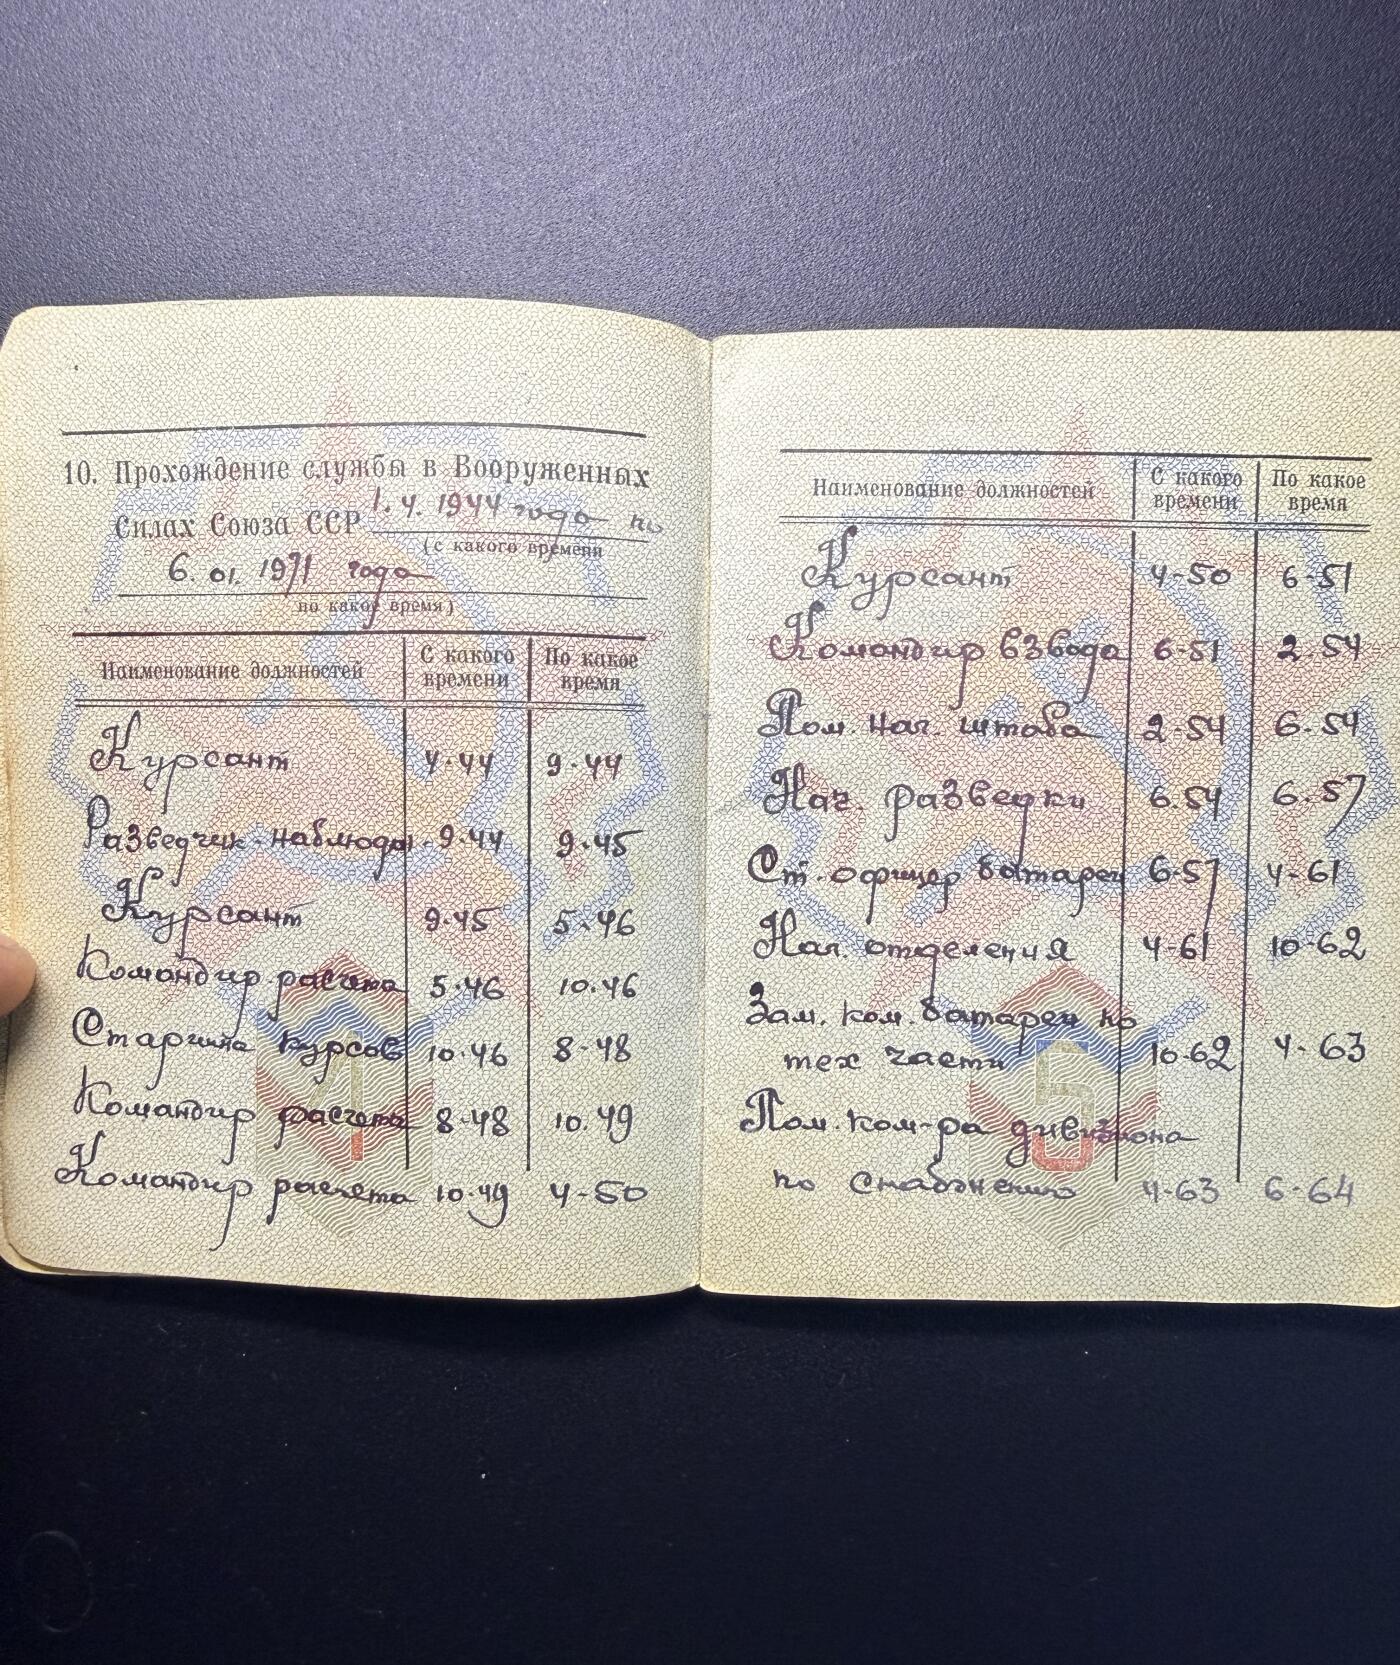 10. Прохождение службы в Вооруженных
Силах Союза ССР 1.4.1944 года по
(с какого времени
6. 01. 1971 года
по какое время)
Наименование должностей С какого времени По какое время
Курсант 4.44 9.44
Разведчик-наблюдат. 9.44 9.45
Курсант 9.45 5.46
Командир расчета 5.46 10.46
Старшина курсов 10.46 8-48
Командир расчета 8-48 10.49
Командир расчета 10.49 4-50
4
Наименование должностей С какого времени По какое время
Курсант 4-50 6-51
Командир взвода 6-51 2-54
Пом. нач. штаба 2-54 6.54
Нач. разведки 6.54 6.57
Ст. офицер батареи 6-57 4-61
Нач. отделения 4-61 10-62
Зам. ком. батареи по
тех части 10-62 4-63
Пом. ком-ра дивизиона
по снабжению 4-63 6-64
5